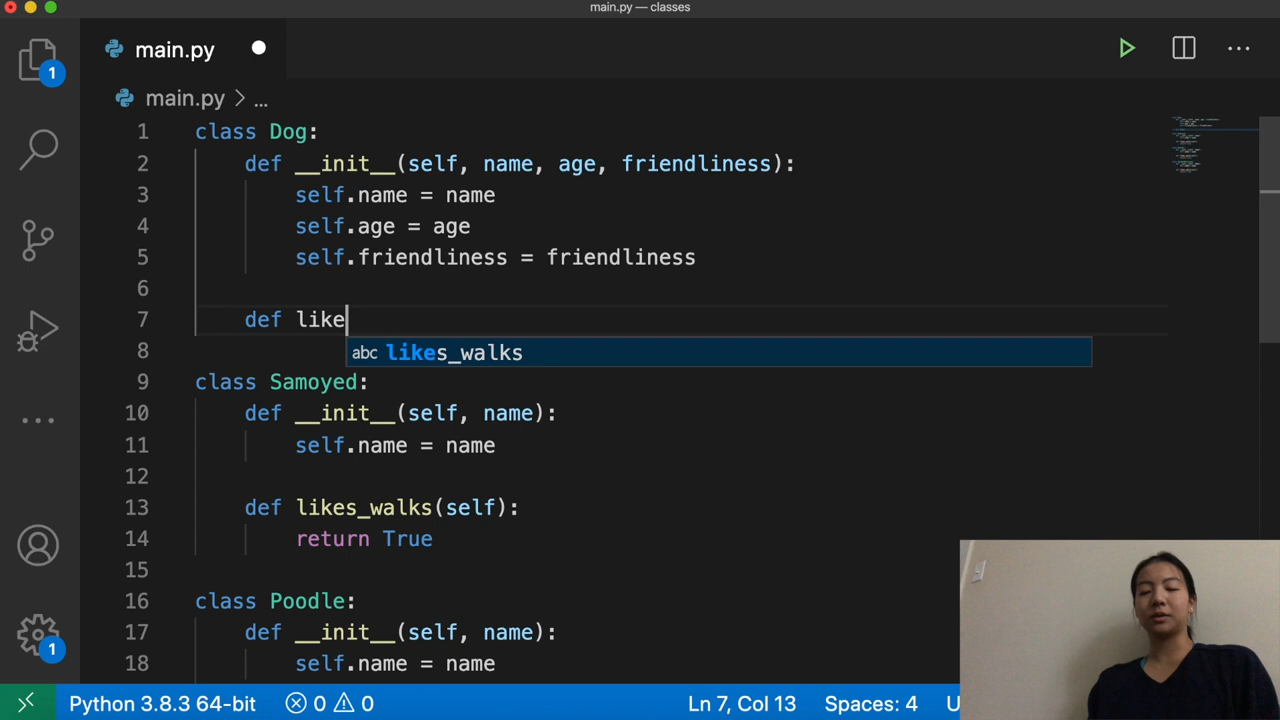 main.py — classes
1
main.py
main.py > ...
1 class Dog:
2 def __init__(self, name, age, friendliness):
3 self.name = name
4 self.age = age
5 self.friendliness = friendliness
6
7 def like
abc likes_walks
8
9 class Samoyed:
10 def __init__(self, name):
11 self.name = name
12
13 def likes_walks(self):
14 return True
15
16 class Poodle:
17 def __init__(self, name):
18 self.name = name
1
Python 3.8.3 64-bit 0 0 Ln 7, Col 13 Spaces: 4